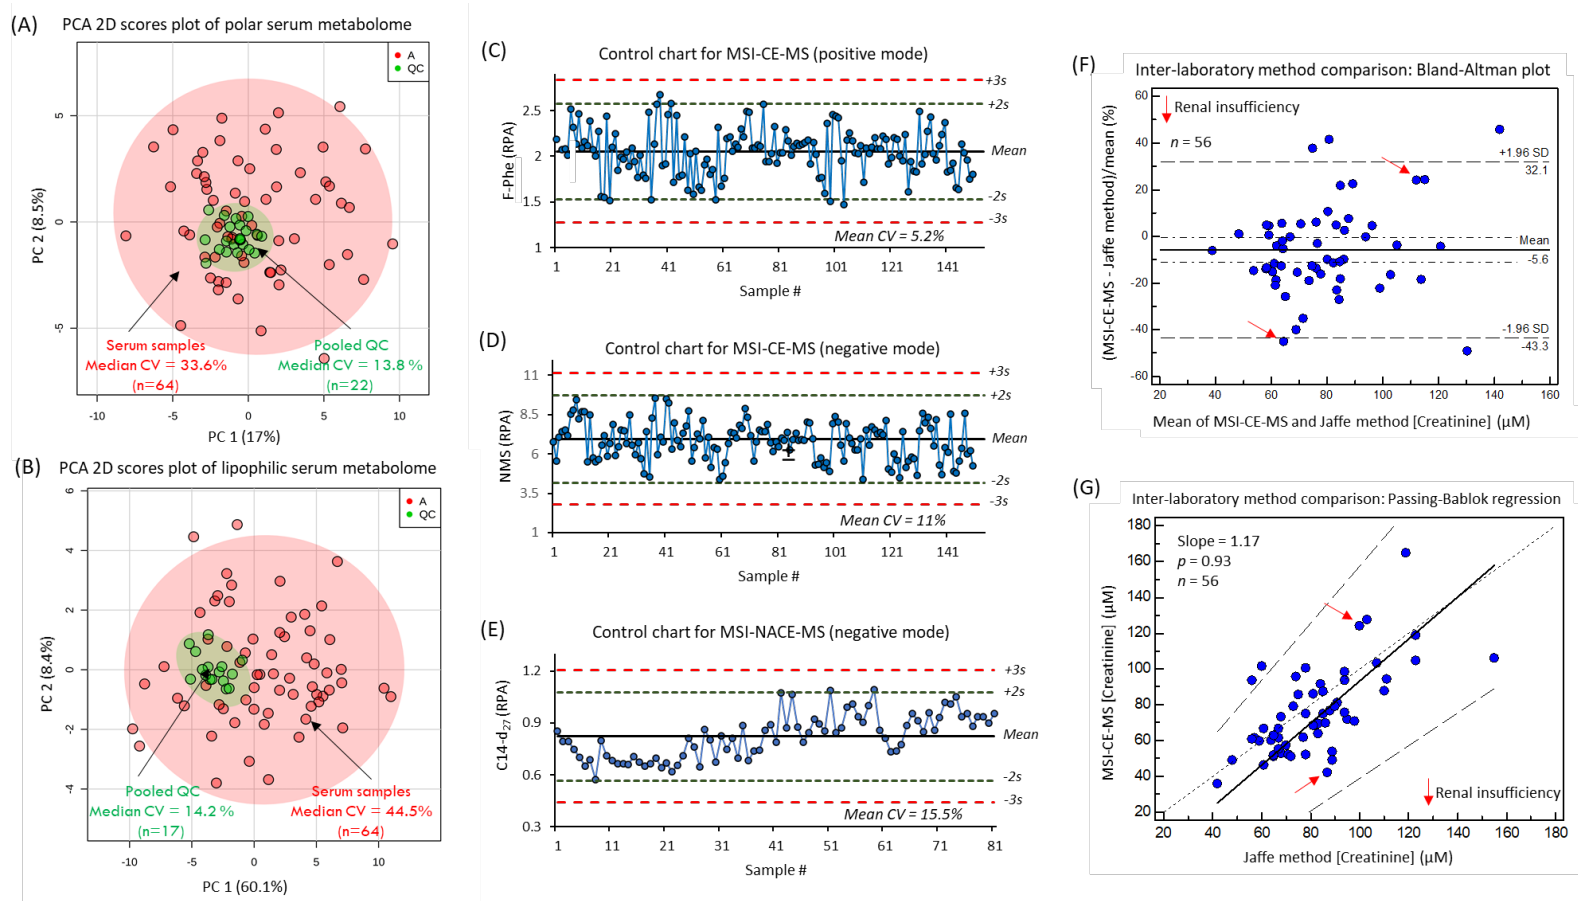 (A)
PCA 2D scores plot of polar serum metabolome
A
QC
5
0
-5
PC 2 (8.5%)
Serum samples
Median CV = 33.6%
(n=64)
Pooled QC
Median CV = 13.8 %
(n=22)
-10
-5
0
5
10
PC 1 (17%)
(B)
PCA 2D scores plot of lipophilic serum metabolome
A
QC
6
4
2
0
-2
-4
PC 2 (8.4%)
Pooled QC
Median CV = 14.2 %
(n=17)
Serum samples
Median CV = 44.5%
(n=64)
-10
-5
0
5
10
PC 1 (60.1%)
(C)
Control chart for MSI-CE-MS (positive mode)
+3s
+2s
Mean
-2s
-3s
2.5
2
1.5
1
F-Phe (RPA)
Mean CV = 5.2%
1
21
41
61
81
101
121
141
Sample #
(D)
Control chart for MSI-CE-MS (negative mode)
+3s
+2s
Mean
-2s
-3s
11
8.5
6
3.5
1
NMS (RPA)
Mean CV = 11%
1
21
41
61
81
101
121
141
Sample #
(E)
Control chart for MSI-NACE-MS (negative mode)
+3s
+2s
Mean
-2s
-3s
1.2
0.9
0.6
0.3
C14-d27 (RPA)
Mean CV = 15.5%
1
11
21
31
41
51
61
71
81
Sample #
(F)
Inter-laboratory method comparison: Bland-Altman plot
Renal insufficiency
n = 56
60
40
20
0
-20
-40
-60
(MSI-CE-MS - Jaffe method)/mean (%)
+1.96 SD
32.1
Mean
-5.6
-1.96 SD
-43.3
20
40
60
80
100
120
140
160
Mean of MSI-CE-MS and Jaffe method [Creatinine] (μM)
(G)
Inter-laboratory method comparison: Passing-Bablok regression
Slope = 1.17
p = 0.93
n = 56
180
160
140
120
100
80
60
40
20
MSI-CE-MS [Creatinine] (μM)
Renal insufficiency
20
40
60
80
100
120
140
160
180
Jaffe method [Creatinine] (μM)